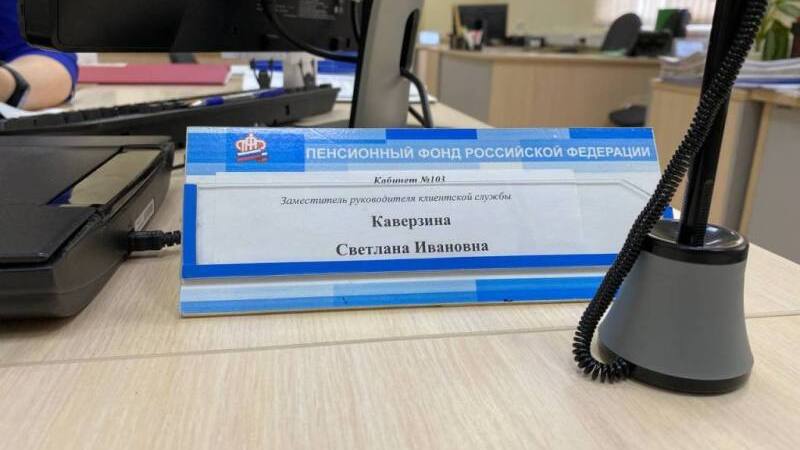 ПЕНСИОННЫЙ ФОНД РОССИЙСКОЙ ФЕДЕРАЦИИ
Кабинет №103
Заместитель руководителя клиентской службы
Каверзина
Светлана Ивановна